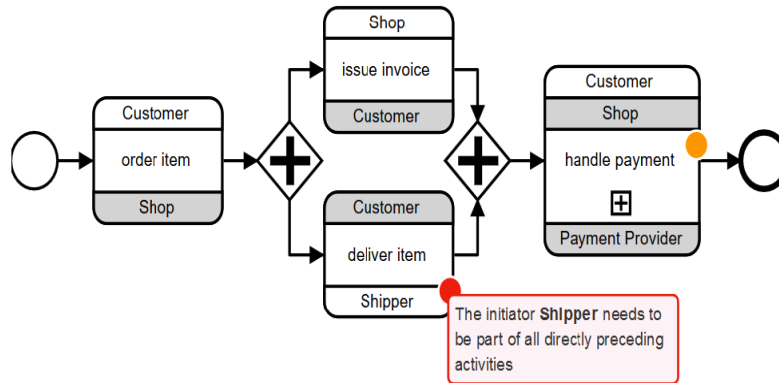 Customer
order item
Shop
Shop
issue invoice
Customer
Customer
deliver item
Shipper
The initiator Shipper needs to
be part of all directly preceding
activities
Customer
Shop
handle payment
Payment Provider